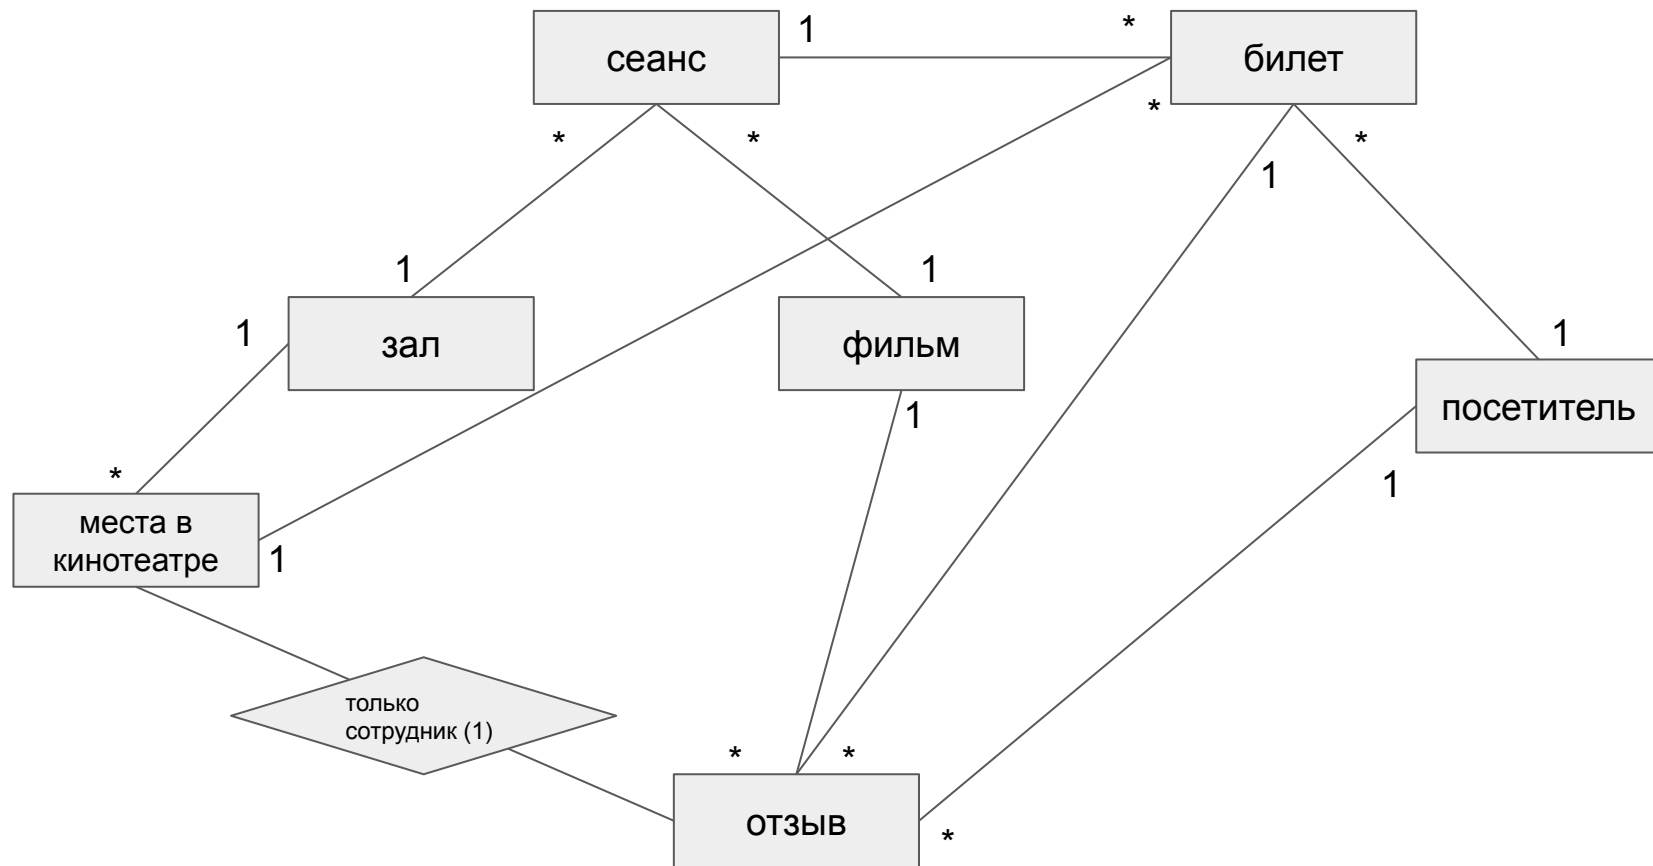 сеанс
1
*
билет
*
*
*
*
1
1
1
1
1
зал
фильм
1
посетитель
1
*
места в
кинотеатре
1
только
сотрудник (1)
*
*
отзыв
*